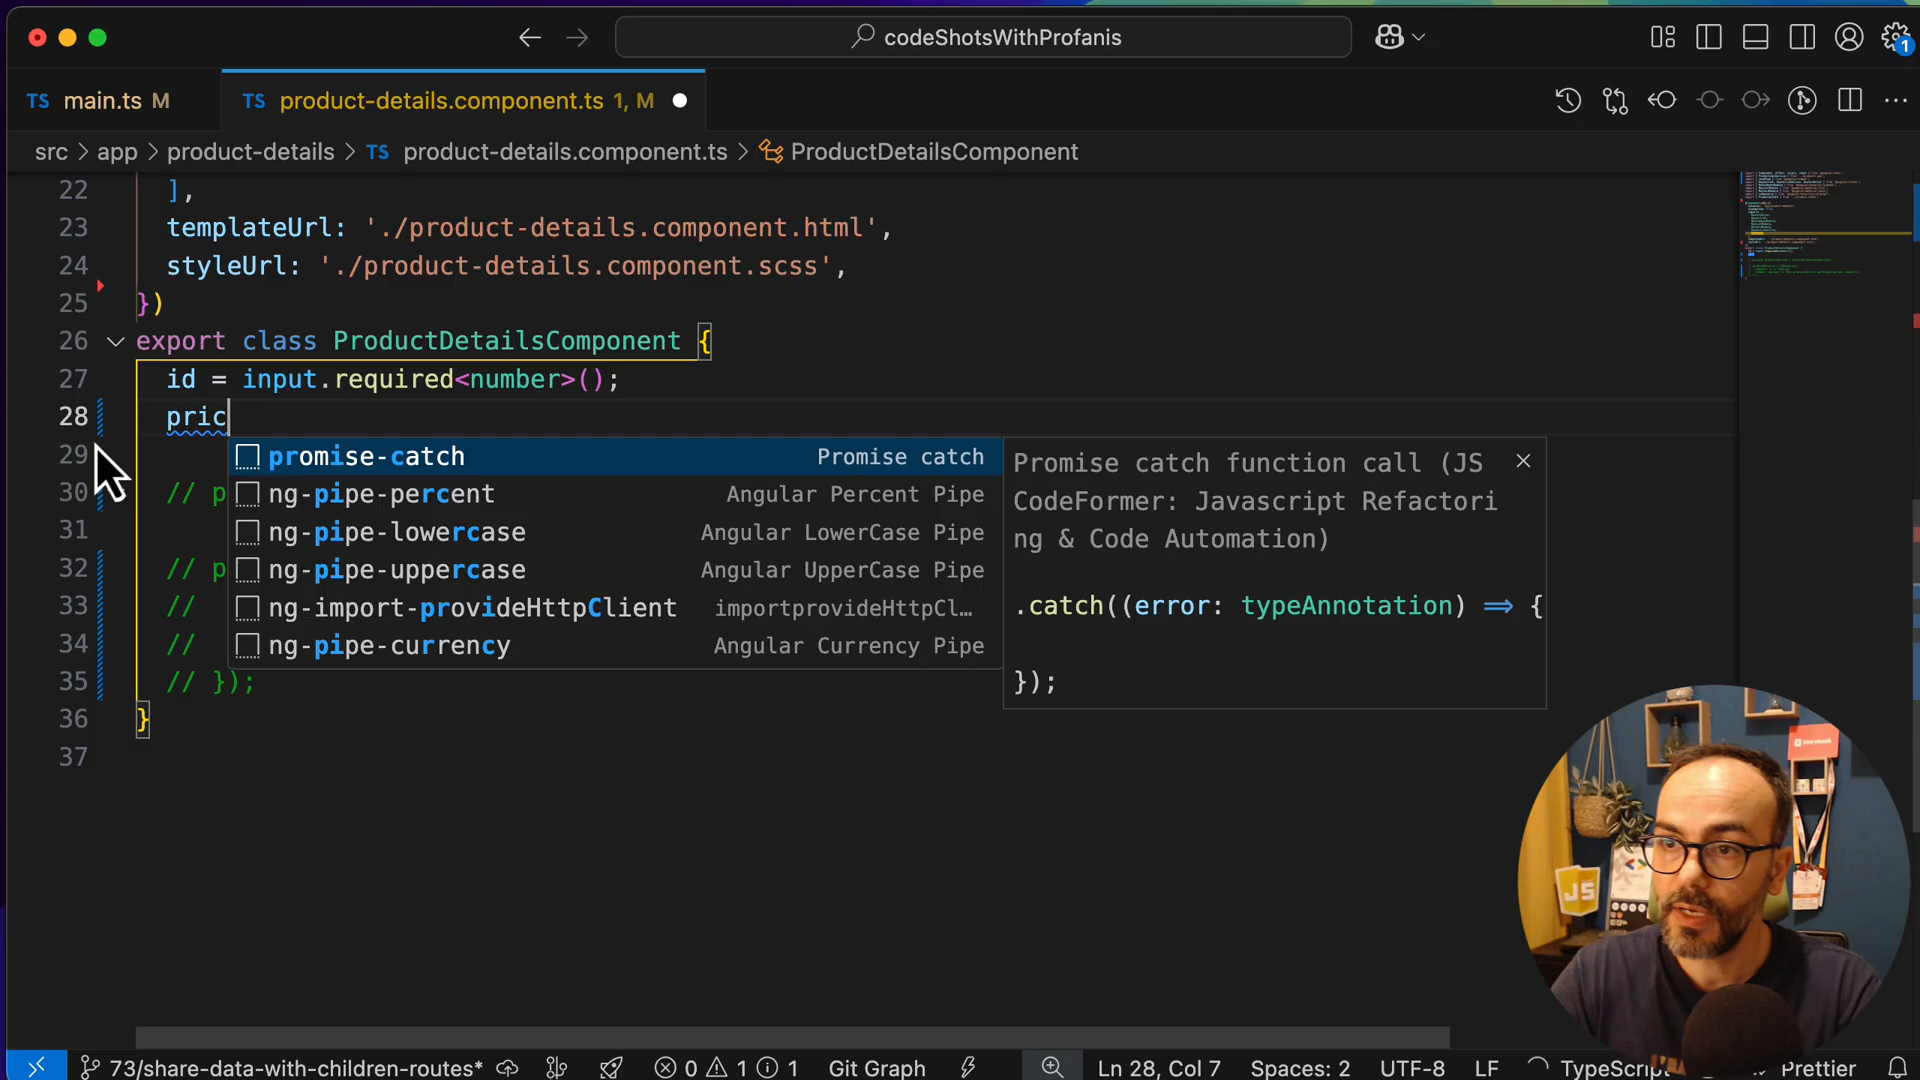 codeShotsWithProfanis
1
TS main.ts M
TS product-details.component.ts 1, M
src > app > product-details > TS product-details.component.ts > ProductDetailsComponent
22 ],
23 templateUrl: './product-details.component.html',
24 styleUrl: './product-details.component.scss',
25 })
26 export class ProductDetailsComponent {
27 id = input.required<number>();
28 pric
29
30 // p
31
32 // p
33 //
34 //
35 // });
36 }
37
promise-catch Promise catch
ng-pipe-percent Angular Percent Pipe
ng-pipe-lowercase Angular LowerCase Pipe
ng-pipe-uppercase Angular UpperCase Pipe
ng-import-provideHttpClient importprovideHttpCl…
ng-pipe-currency Angular Currency Pipe
Promise catch function call (JS
CodeFormer: Javascript Refactori
ng & Code Automation)
.catch((error: typeAnnotation) => {
});
JS
73/share-data-with-children-routes* 0 1 1 Git Graph Ln 28, Col 7 Spaces: 2 UTF-8 LF TypeScript Prettier